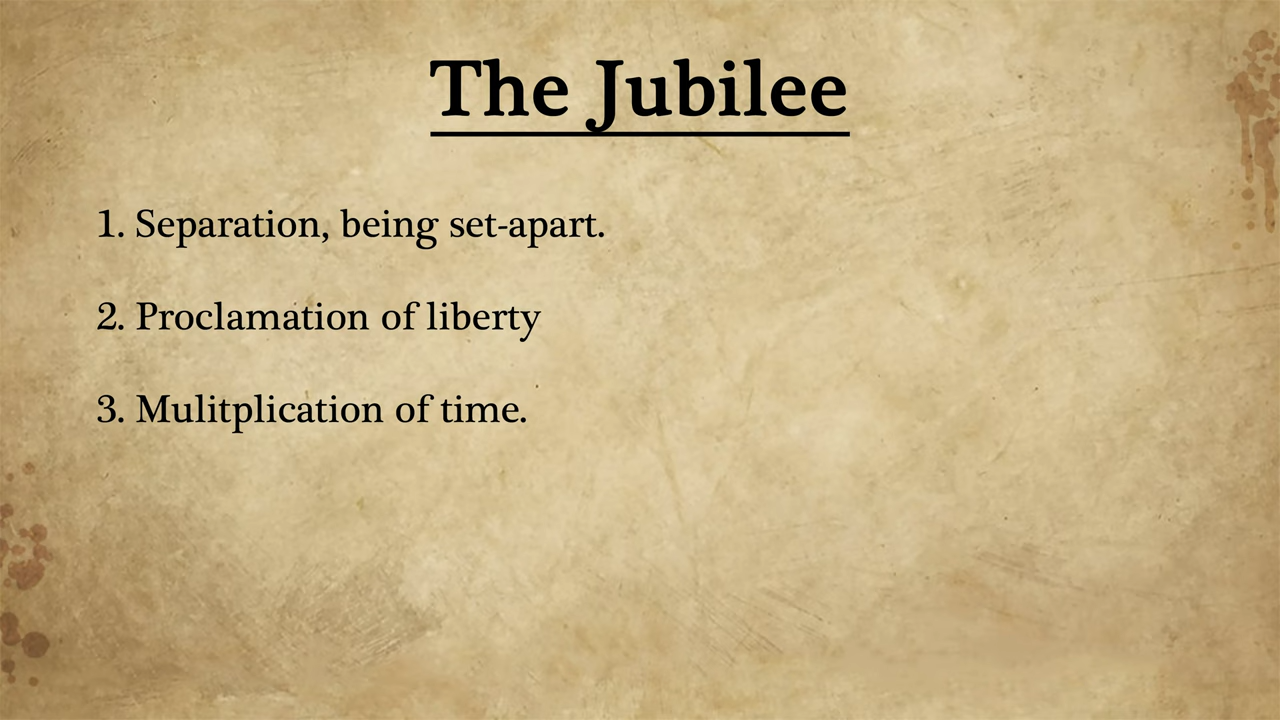 The Jubilee
1. Separation, being set-apart.
2. Proclamation of liberty
3. Mulitplication of time.